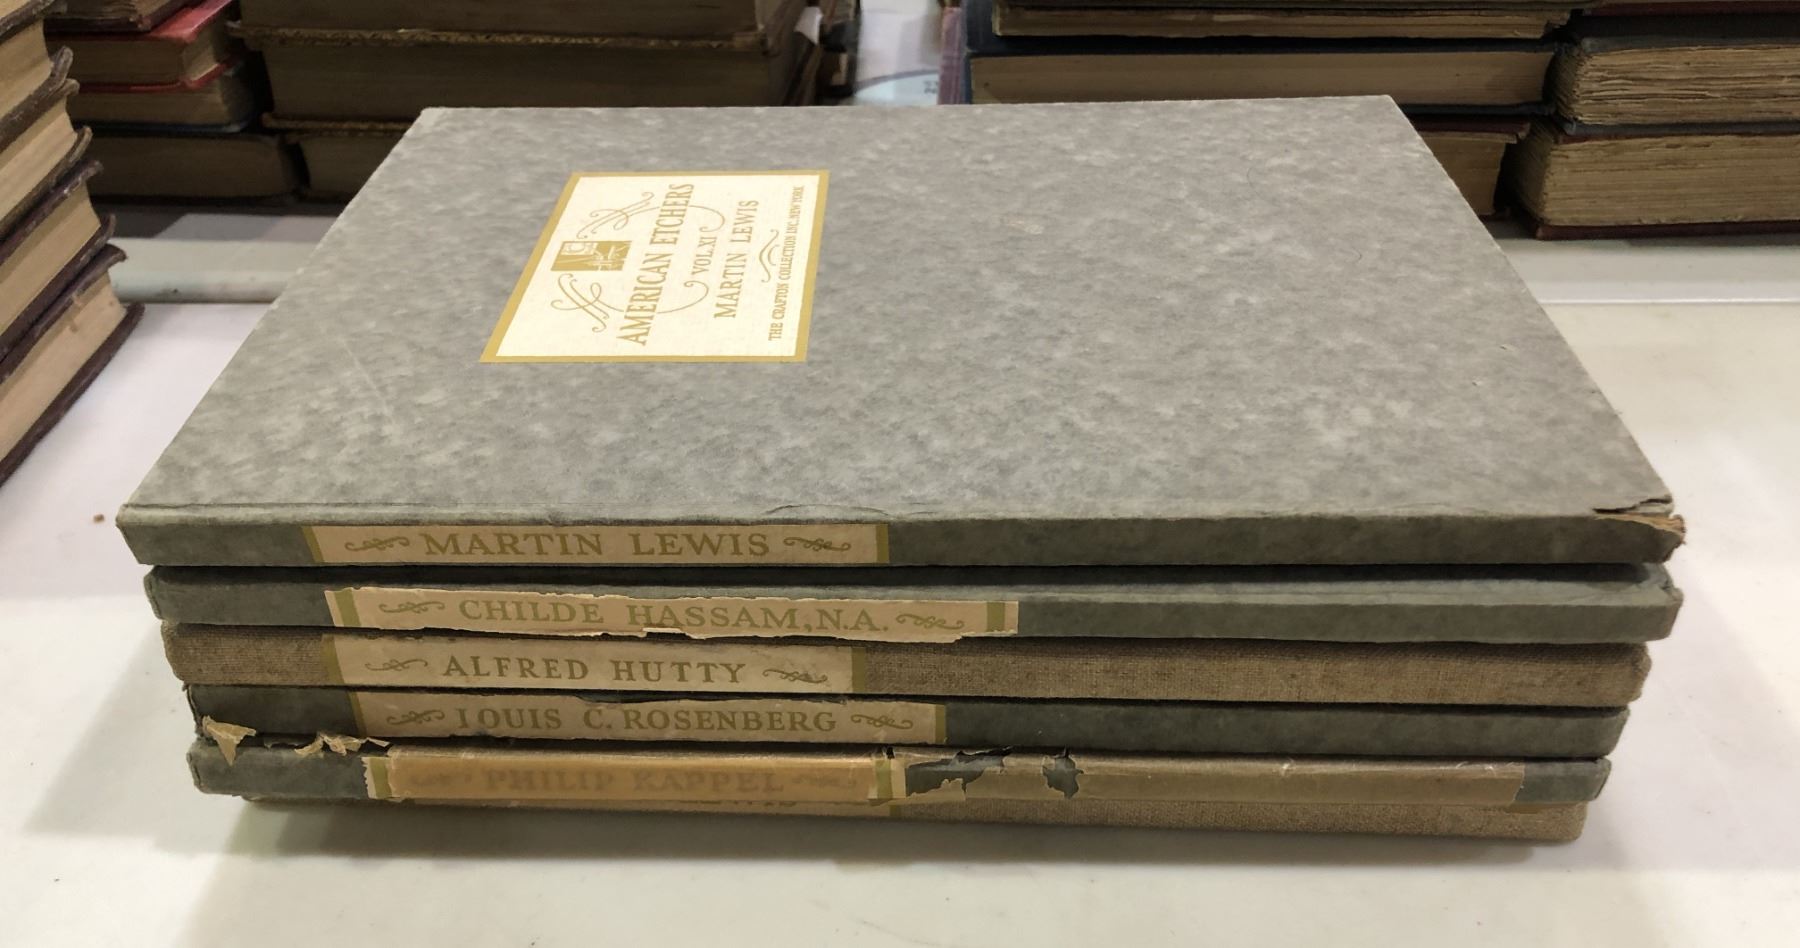 AMERICAN ETCHERS
VOL. XI
MARTIN LEWIS
THE CRAFTON COLLECTION INC. NEW YORK
MARTIN LEWIS
CHILDE HASSAM, N.A.
ALFRED HUTTY
LOUIS C. ROSENBERG
PHILIP KAPPEL
LEWIS